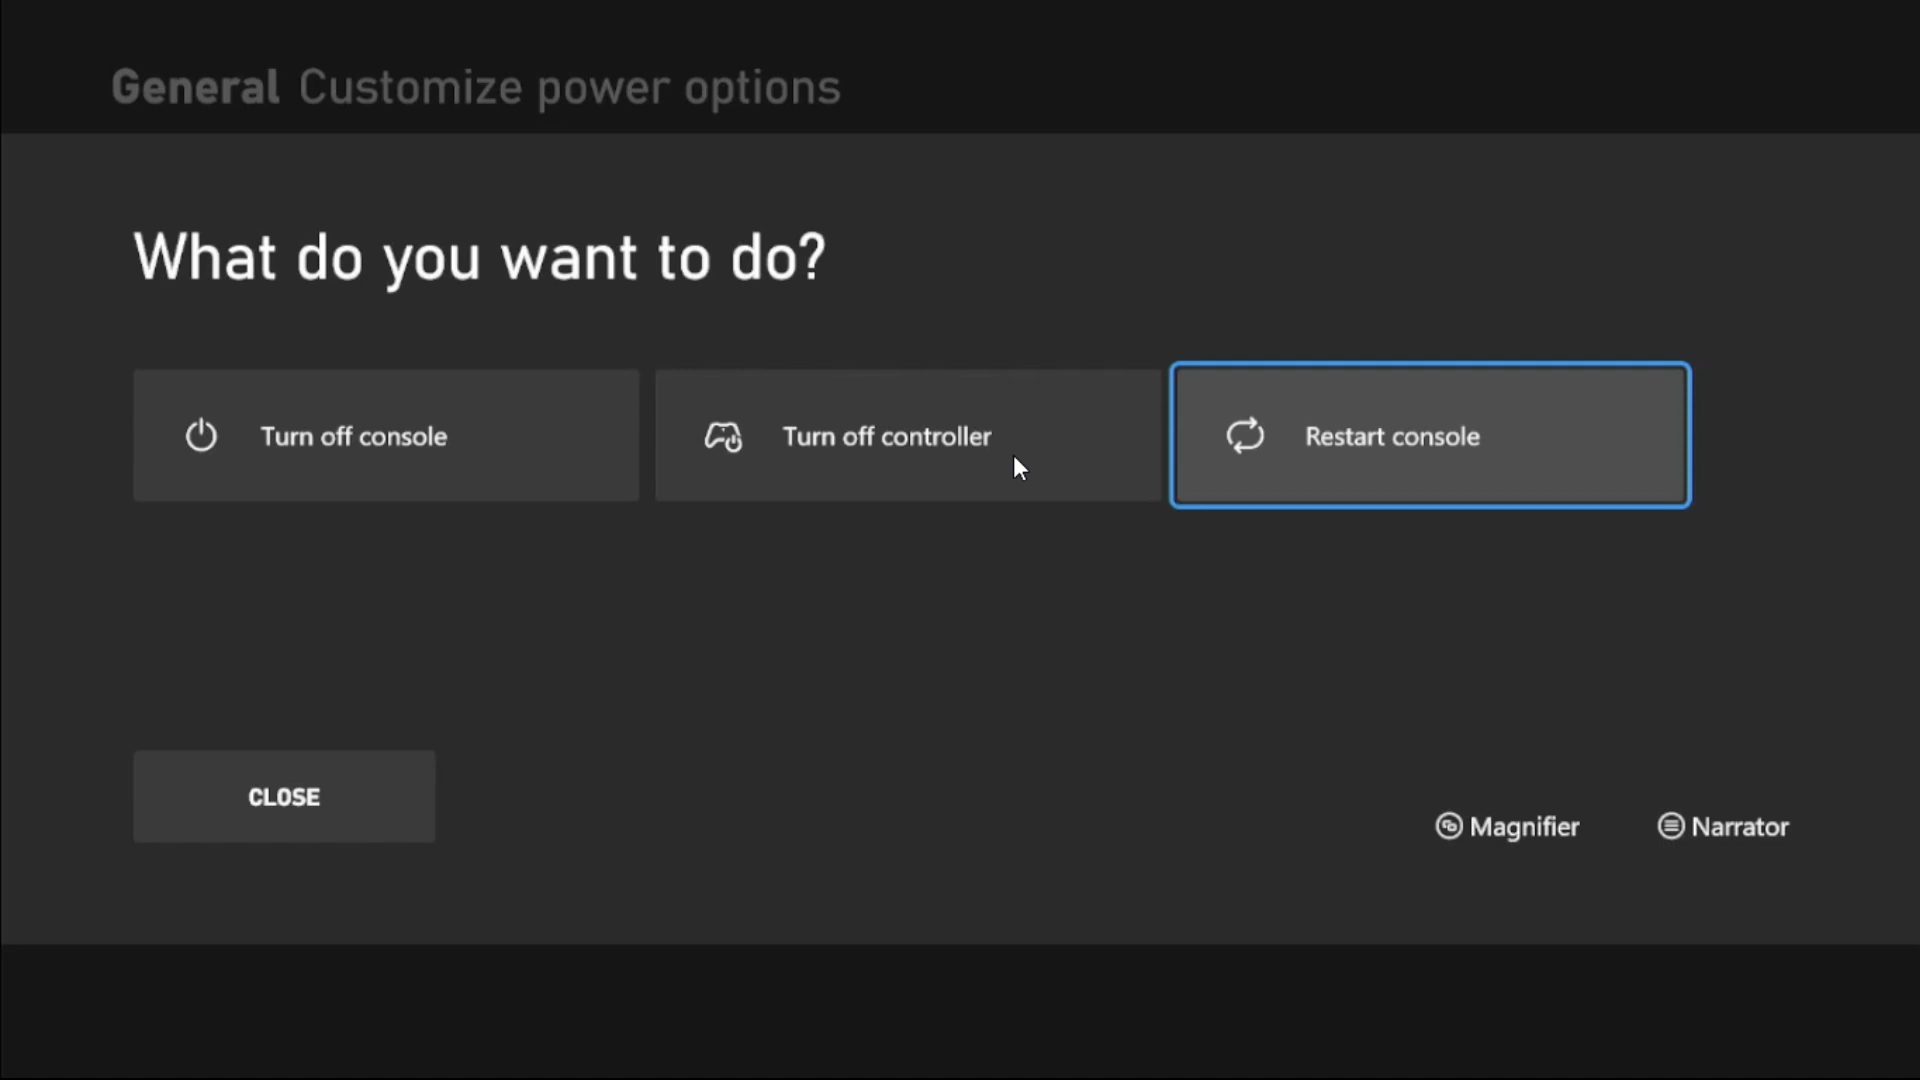 General Customize power options
What do you want to do?
Turn off console
Turn off controller
Restart console
CLOSE
Magnifier
Narrator